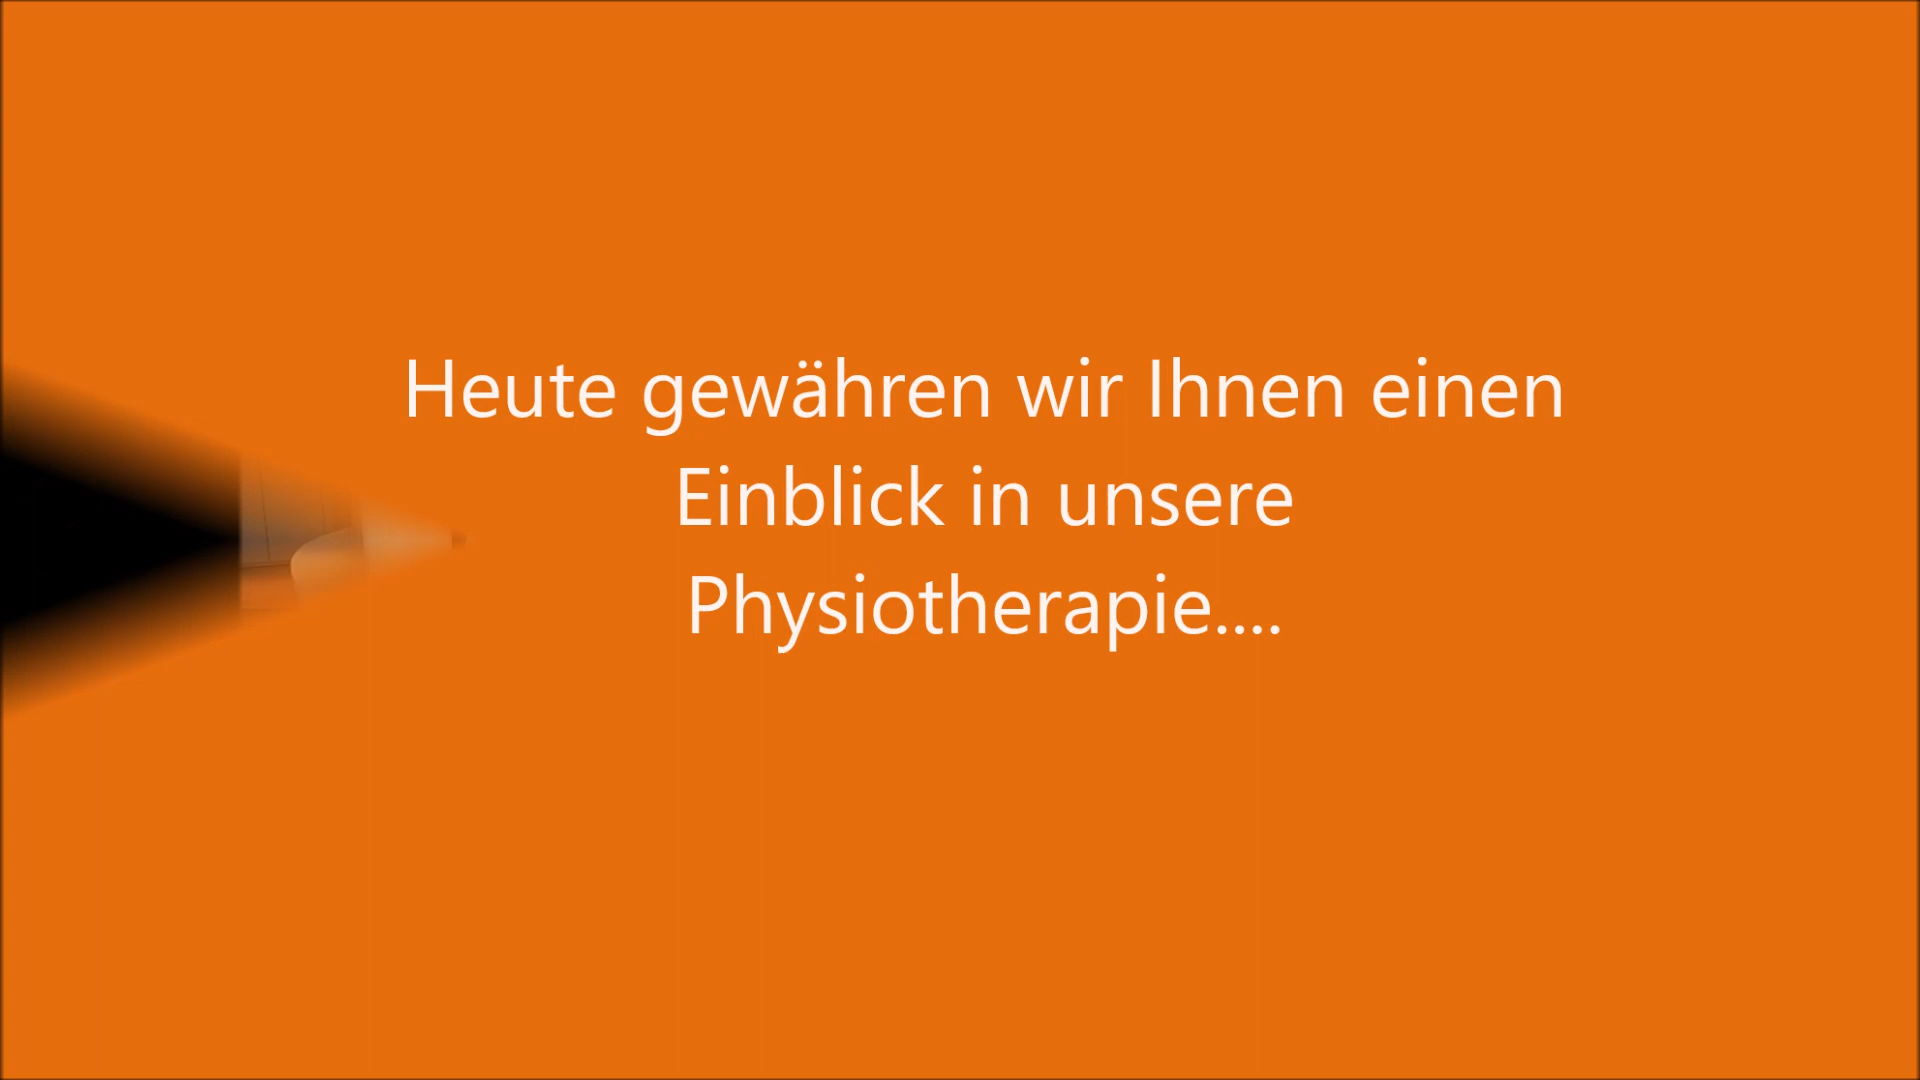 Heute gewähren wir Ihnen einen
Einblick in unsere
Physiotherapie....